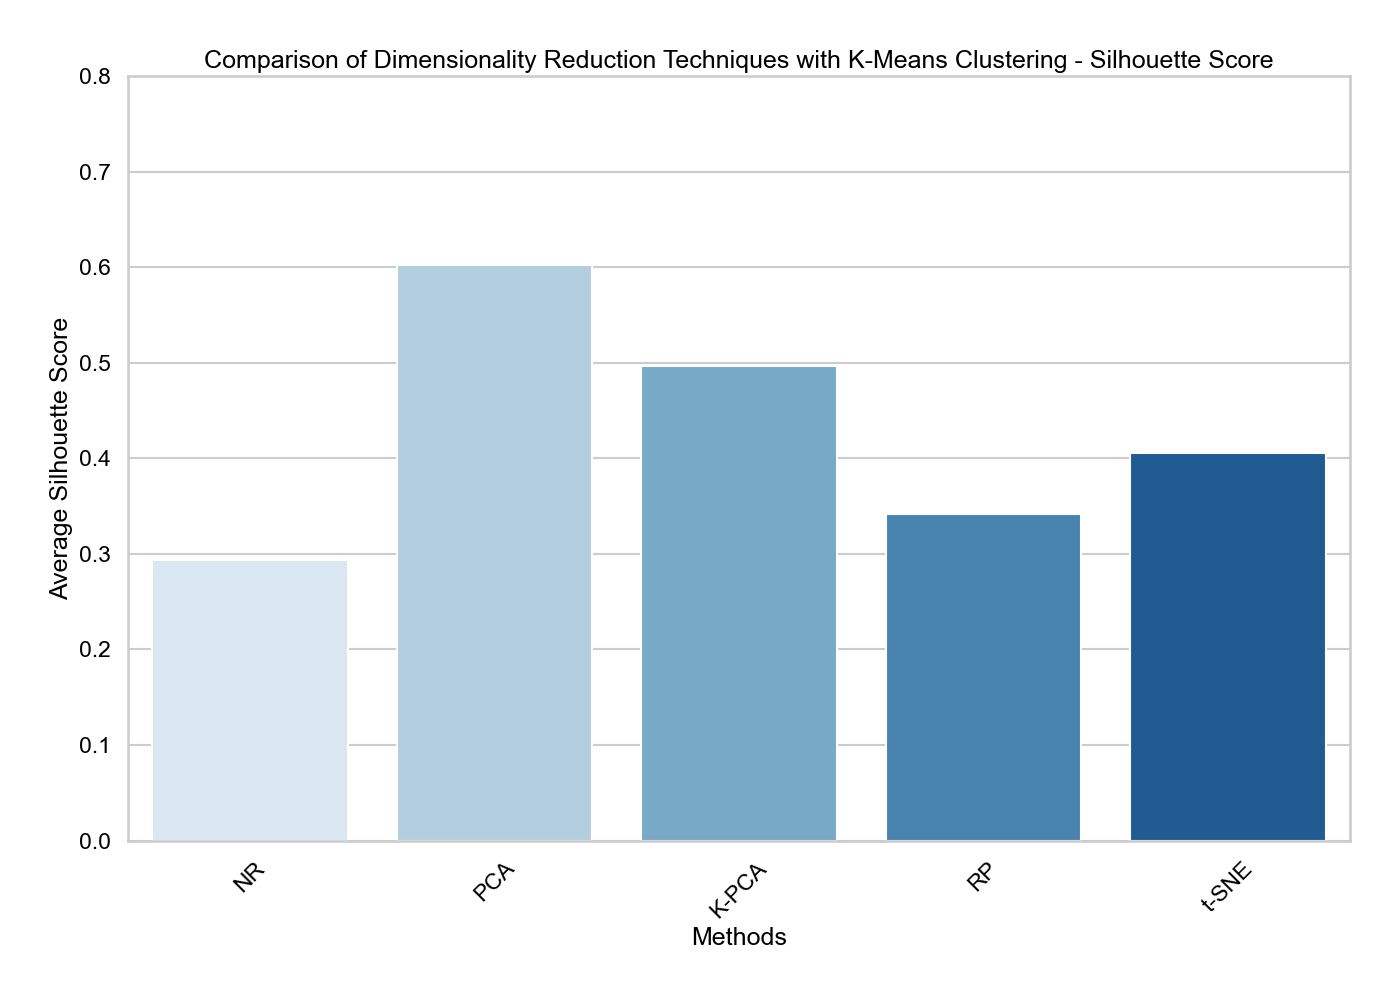 Comparison of Dimensionality Reduction Techniques with K-Means Clustering - Silhouette Score
0.8
0.7
0.6
0.5
0.4
0.3
0.2
0.1
0.0
Average Silhouette Score
NR
PCA
K-PCA
RP
t-SNE
Methods